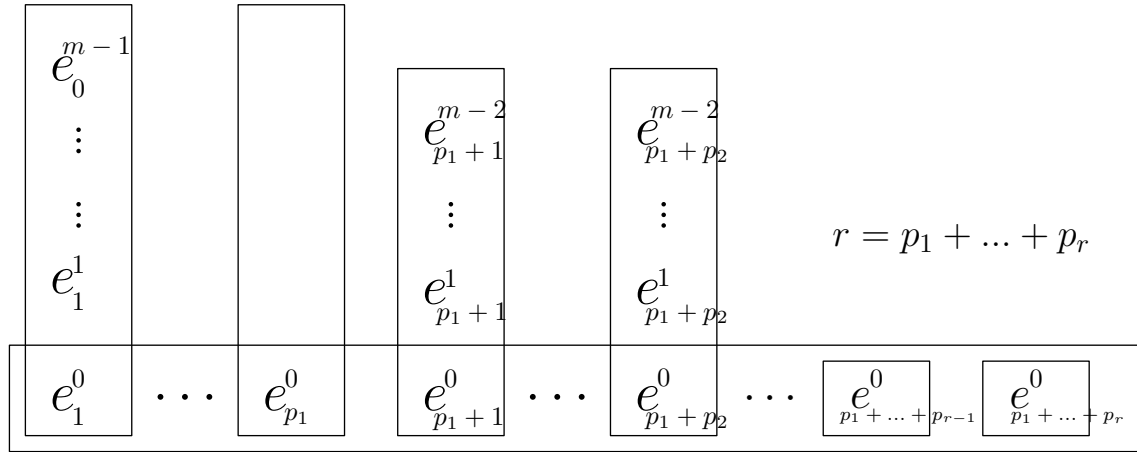 e_0^{m-1}
e_{p_1+1}^{m-2} e_{p_1+p_2}^{m-2}
⋮ ⋮ ⋮ ⋮
r = p_1 + ... + p_r
e_1^1 e_{p_1+1}^1 e_{p_1+p_2}^1
e_1^0 ⋯ e_{p_1}^0 e_{p_1+1}^0 ⋯ e_{p_1+p_2}^0 ⋯ e_{p_1+...+p_{r-1}}^0 e_{p_1+...+p_r}^0